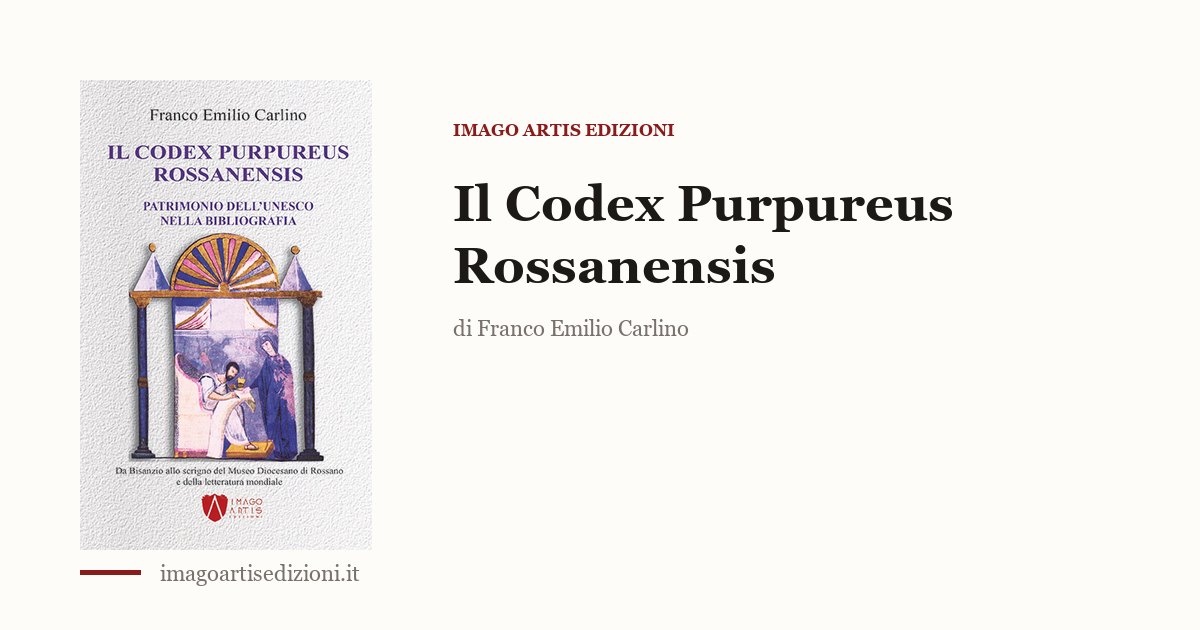 Franco Emilio Carlino
IL CODEX PURPUREUS
ROSSANENSIS
PATRIMONIO DELL'UNESCO
NELLA BIBLIOGRAFIA
Da Bisanzio allo scrigno del Museo Diocesano di Rossano
e della letteratura mondiale
IMAGO
ARTIS
EDIZIONI
IMAGO ARTIS EDIZIONI
Il Codex Purpureus
Rossanensis
di Franco Emilio Carlino
imagoartisedizioni.it